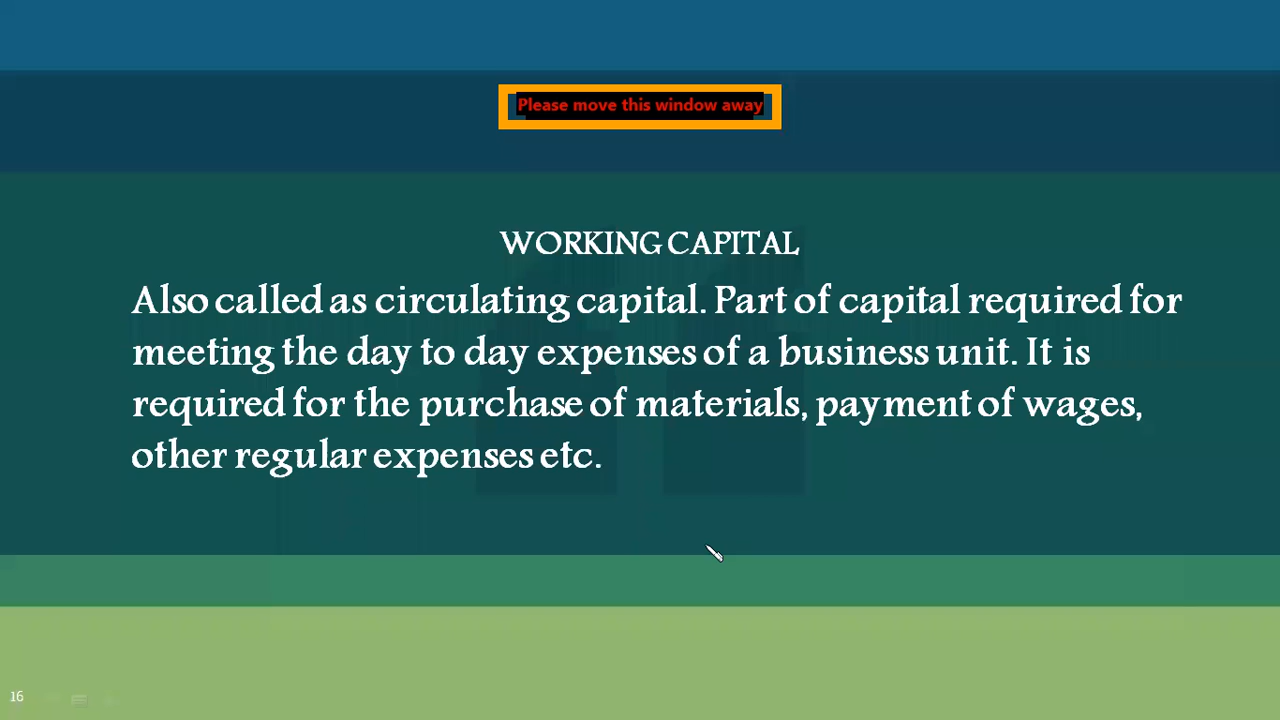 Please move this window away
WORKING CAPITAL
Also called as circulating capital. Part of capital required for
meeting the day to day expenses of a business unit. It is
required for the purchase of materials, payment of wages,
other regular expenses etc.
16